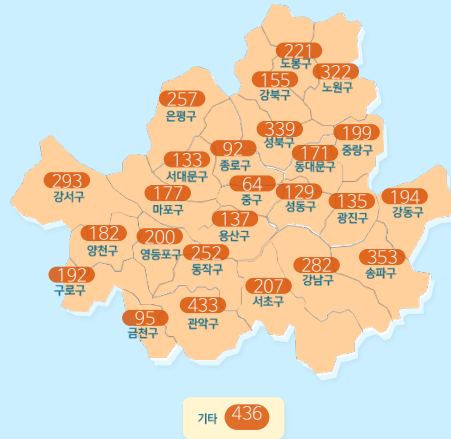 221
도봉구
322
노원구
155
강북구
257
은평구
339
성북구
199
중랑구
92
종로구
171
동대문구
133
서대문구
293
강서구
177
마포구
64
중구
129
성동구
135
광진구
194
강동구
137
용산구
182
양천구
200
영등포구
252
동작구
353
송파구
282
강남구
192
구로구
207
서초구
433
관악구
95
금천구
기타 436